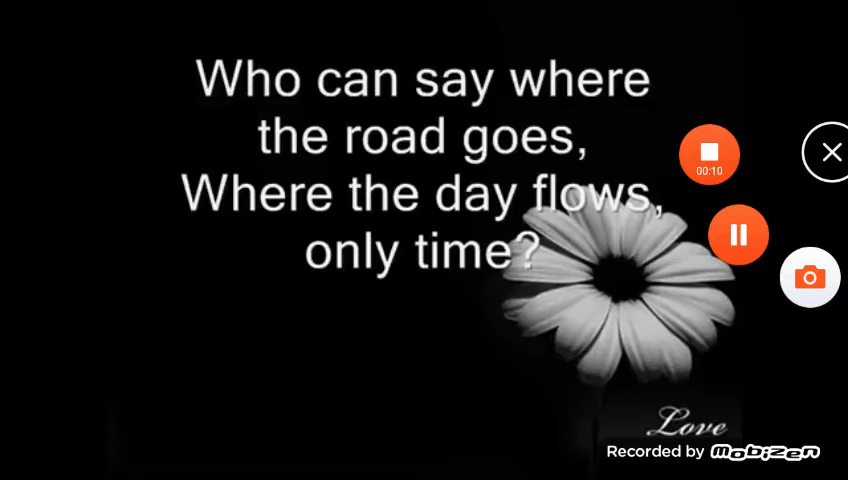 Who can say where
the road goes,
Where the day flows,
only time?
00:10
Love
Recorded by Mobizen